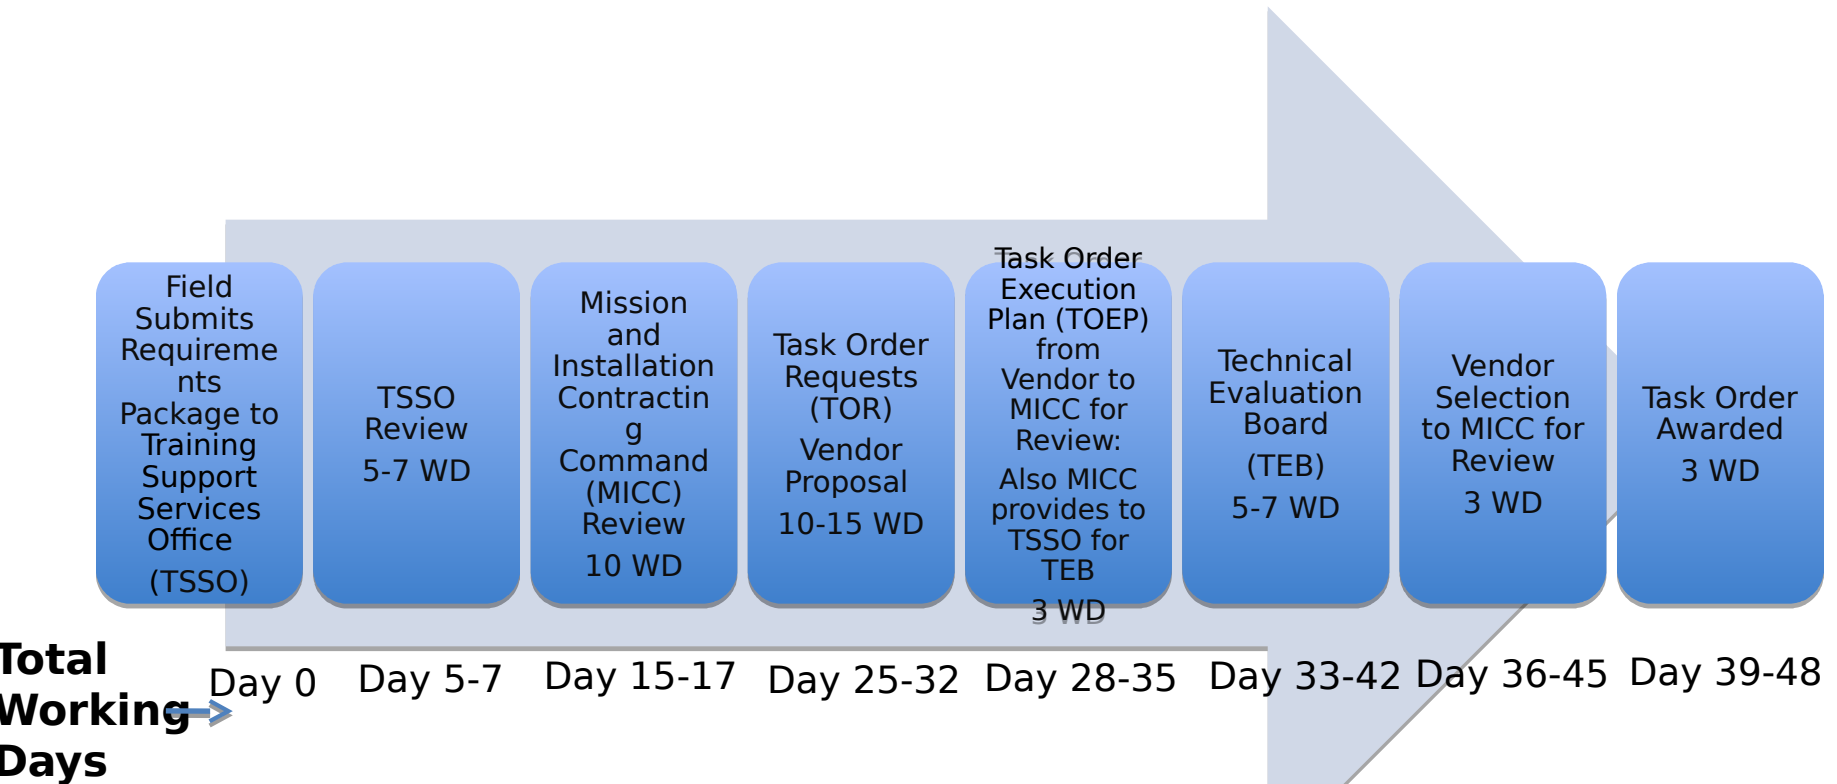 Field
Submits
Requireme
nts
Package to
Training
Support
Services
Office
(TSSO)
TSSO
Review
5-7 WD
Mission
and
Installation
Contractin
g
Command
(MICC)
Review
10 WD
Task Order
Requests
(TOR)
Vendor
Proposal
10-15 WD
Task Order
Execution
Plan (TOEP)
from
Vendor to
MICC for
Review:
Also MICC
provides to
TSSO for
TEB
3 WD
Technical
Evaluation
Board
(TEB)
5-7 WD
Vendor
Selection
to MICC for
Review
3 WD
Task Order
Awarded
3 WD
Total
Working
Days
Day 0
Day 5-7
Day 15-17
Day 25-32
Day 28-35
Day 33-42
Day 36-45
Day 39-48